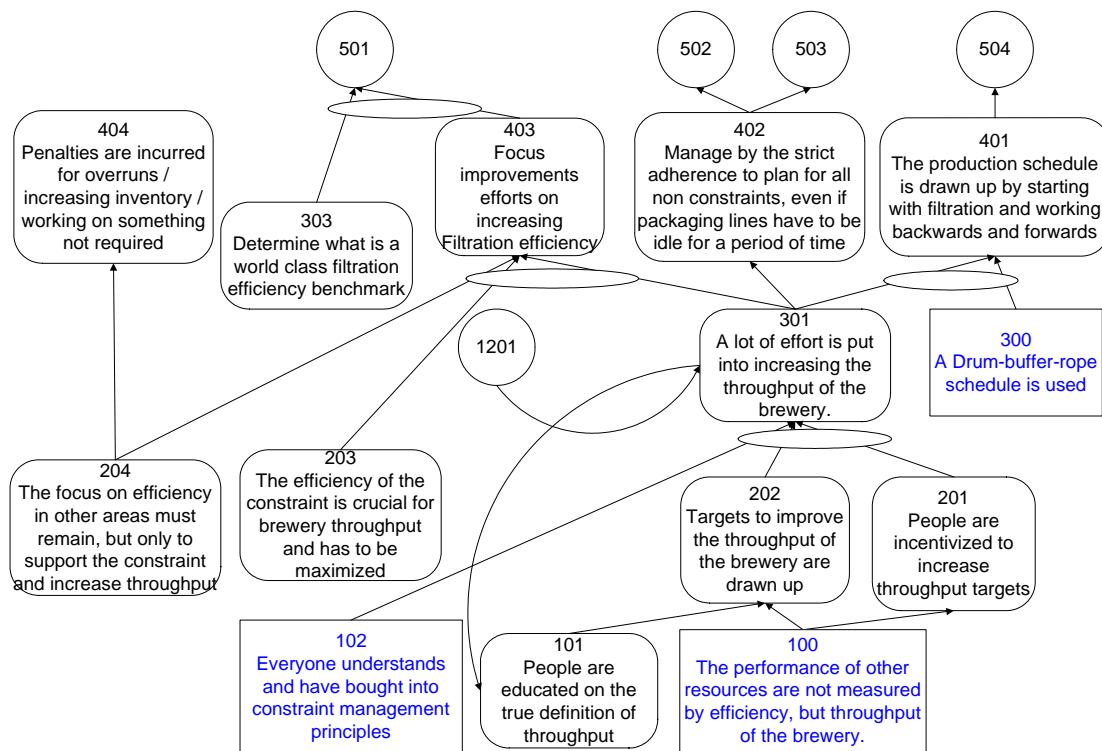 501
502
503
504
404
Penalties are incurred
for overruns /
increasing inventory /
working on something
not required
403
Focus
improvements
efforts on
increasing
Filtration efficiency
402
Manage by the strict
adherence to plan for all
non constraints, even if
packaging lines have to be
idle for a period of time
401
The production schedule
is drawn up by starting
with filtration and working
backwards and forwards
303
Determine what is a
world class filtration
efficiency benchmark
1201
301
A lot of effort is put
into increasing the
throughput of the
brewery.
300
A Drum-buffer-rope
schedule is used
204
The focus on efficiency
in other areas must
remain, but only to
support the constraint
and increase throughput
203
The efficiency of the
constraint is crucial for
brewery throughput
and has to be
maximized
202
Targets to improve
the throughput of
the brewery are
drawn up
201
People are
incentivized to
increase
throughput targets
102
Everyone understands
and have bought into
constraint management
principles
101
People are
educated on the
true definition of
throughput
100
The performance of other
resources are not measured
by efficiency, but throughput
of the brewery.